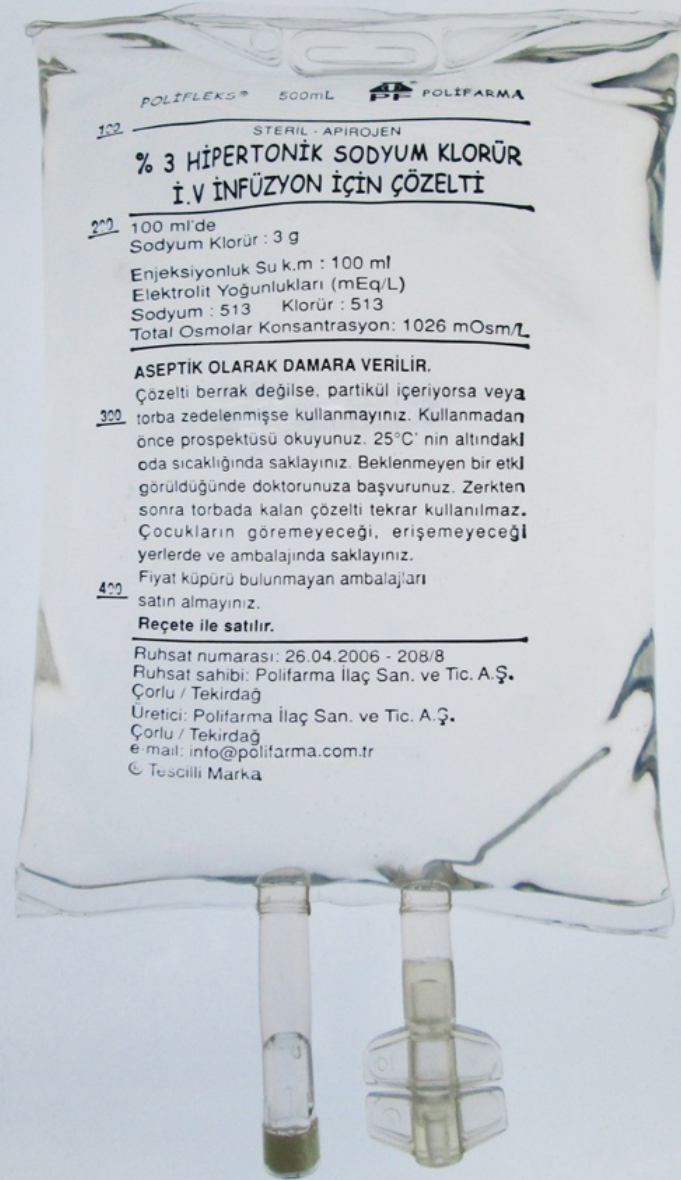 POLİFLEKS® 500mL PF POLİFARMA
100
STERİL - APİROJEN
% 3 HİPERTONİK SODYUM KLORÜR
İ.V İNFÜZYON İÇİN ÇÖZELTİ
200
100 ml'de
Sodyum Klorür : 3 g
Enjeksiyonluk Su k.m : 100 ml
Elektrolit Yoğunlukları (mEq/L)
Sodyum : 513 Klorür : 513
Total Osmolar Konsantrasyon: 1026 mOsm/L
ASEPTİK OLARAK DAMARA VERİLİR.
Çözelti berrak değilse, partikül içeriyorsa veya
300
torba zedelenmişse kullanmayınız. Kullanmadan
önce prospektüsü okuyunuz. 25°C' nin altındaki
oda sıcaklığında saklayınız. Beklenmeyen bir etki
görüldüğünde doktorunuza başvurunuz. Zerkten
sonra torbada kalan çözelti tekrar kullanılmaz.
Çocukların göremeyeceği, erişemeyeceği
yerlerde ve ambalajında saklayınız.
Fiyat küpürü bulunmayan ambalajları
400
satın almayınız.
Reçete ile satılır.
Ruhsat numarası: 26.04.2006 - 208/8
Ruhsat sahibi: Polifarma İlaç San. ve Tic. A.Ş.
Çorlu / Tekirdağ
Üretici: Polifarma İlaç San. ve Tic. A.Ş.
Çorlu / Tekirdağ
e-mail: info@polifarma.com.tr
® Tescilli Marka